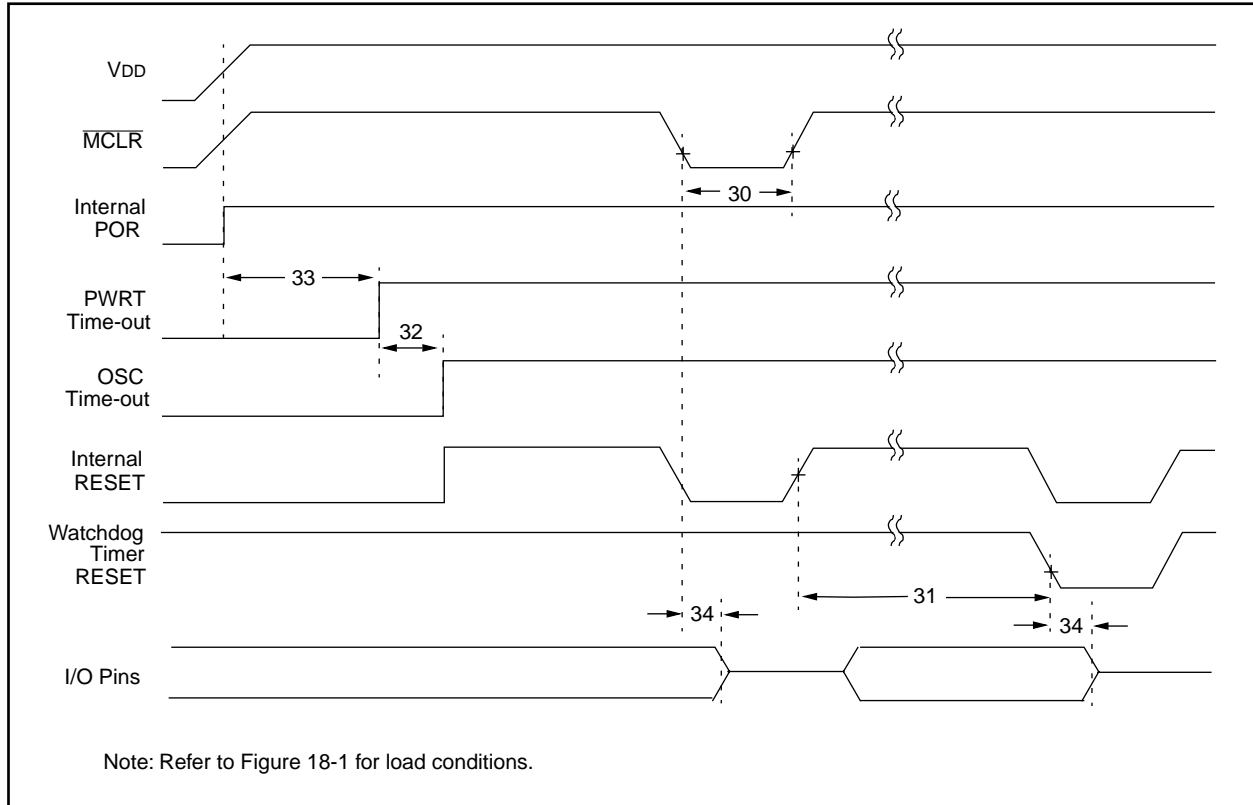 VDD
MCLR
Internal
POR
30
33
PWRT
Time-out
32
OSC
Time-out
Internal
RESET
Watchdog
Timer
RESET
31
34
34
I/O Pins
Note: Refer to Figure 18-1 for load conditions.